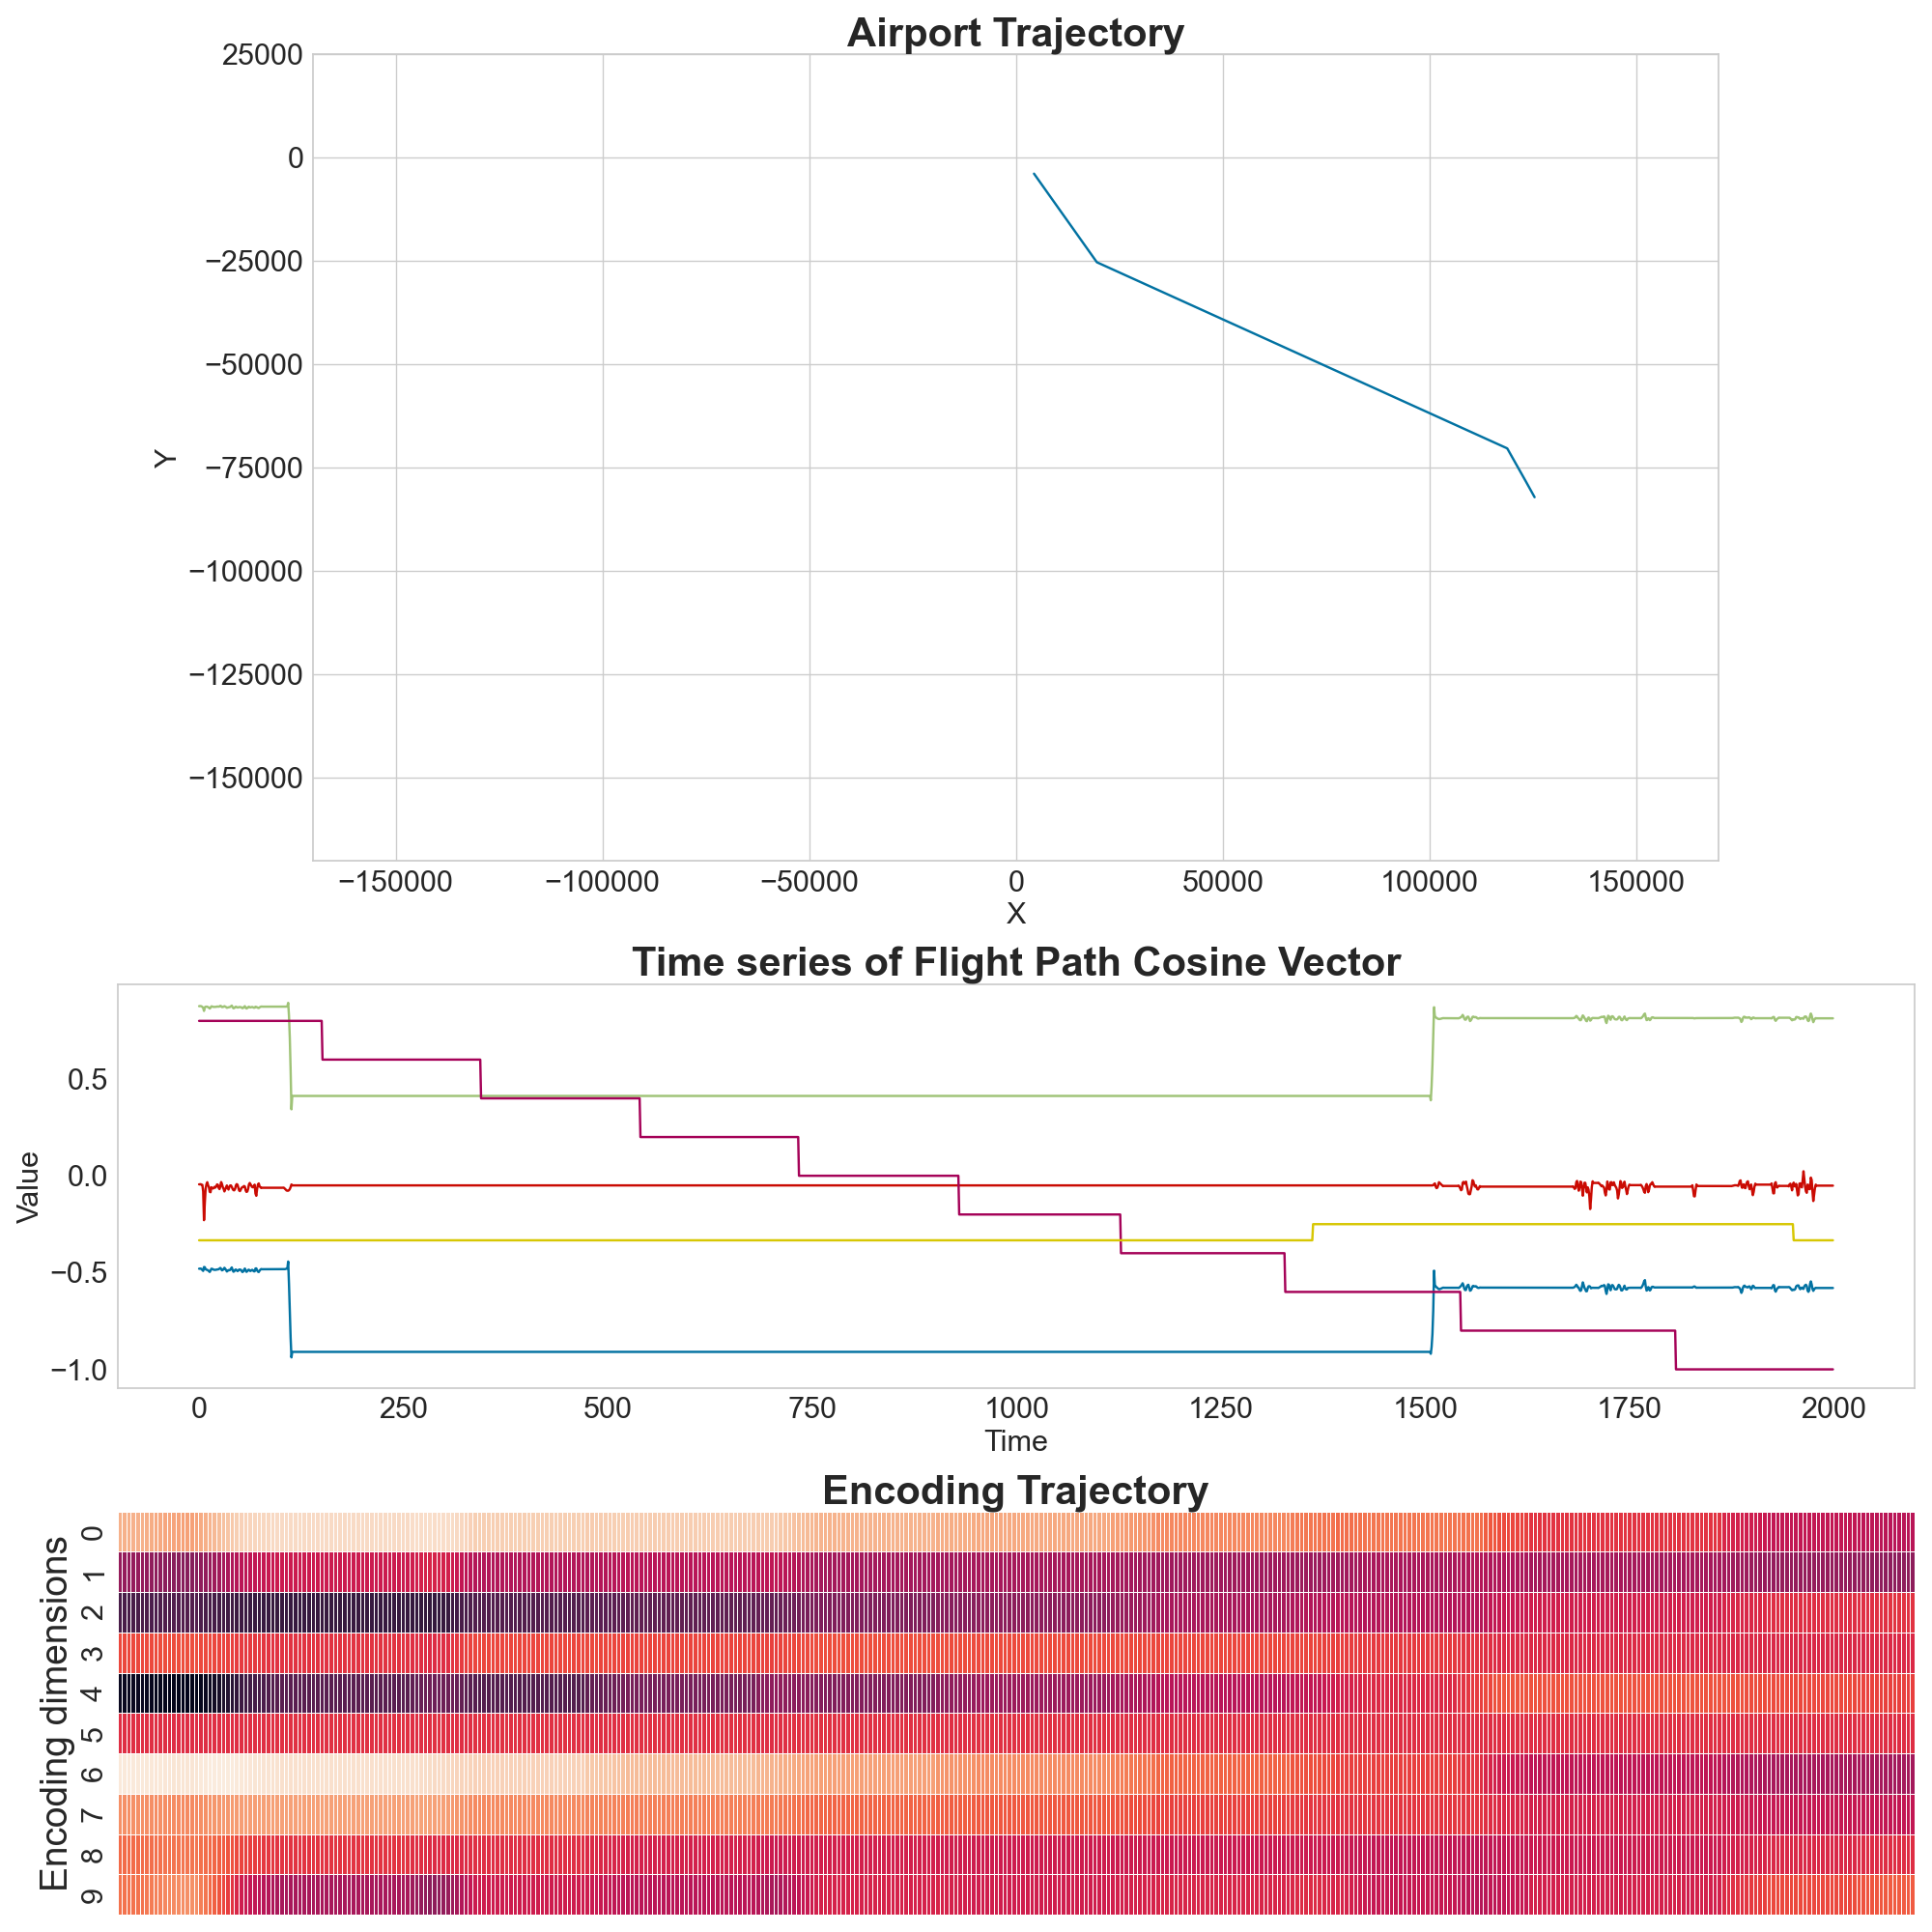 Airport Trajectory
25000
0
−25000
−50000
−75000
−100000
−125000
−150000
Y
−150000 −100000 −50000 0 50000 100000 150000
X
Time series of Flight Path Cosine Vector
0.5
0.0
−0.5
−1.0
Value
0 250 500 750 1000 1250 1500 1750 2000
Time
Encoding Trajectory
Encoding dimensions
0
1
2
3
4
5
6
7
8
9